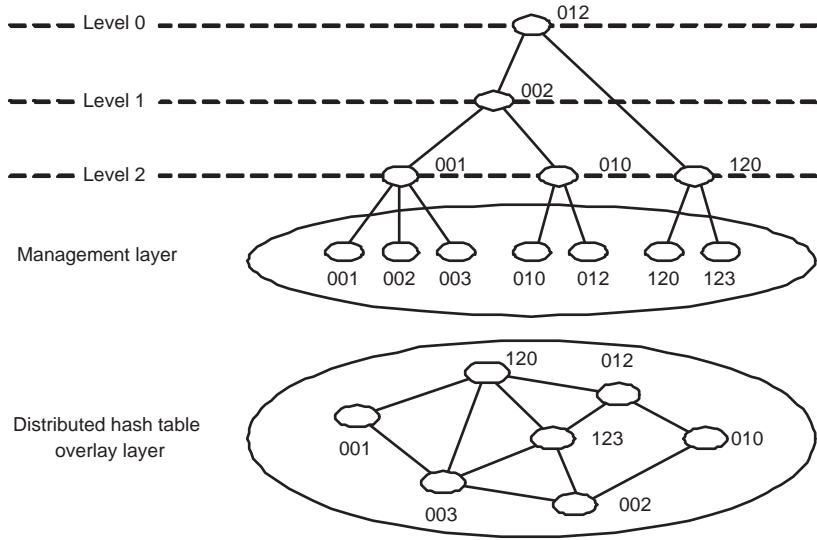 Level 0
012
Level 1
002
Level 2
001
010
120
Management layer
001 002 003 010 012 120 123
120
012
Distributed hash table
overlay layer
001
123
010
003
002